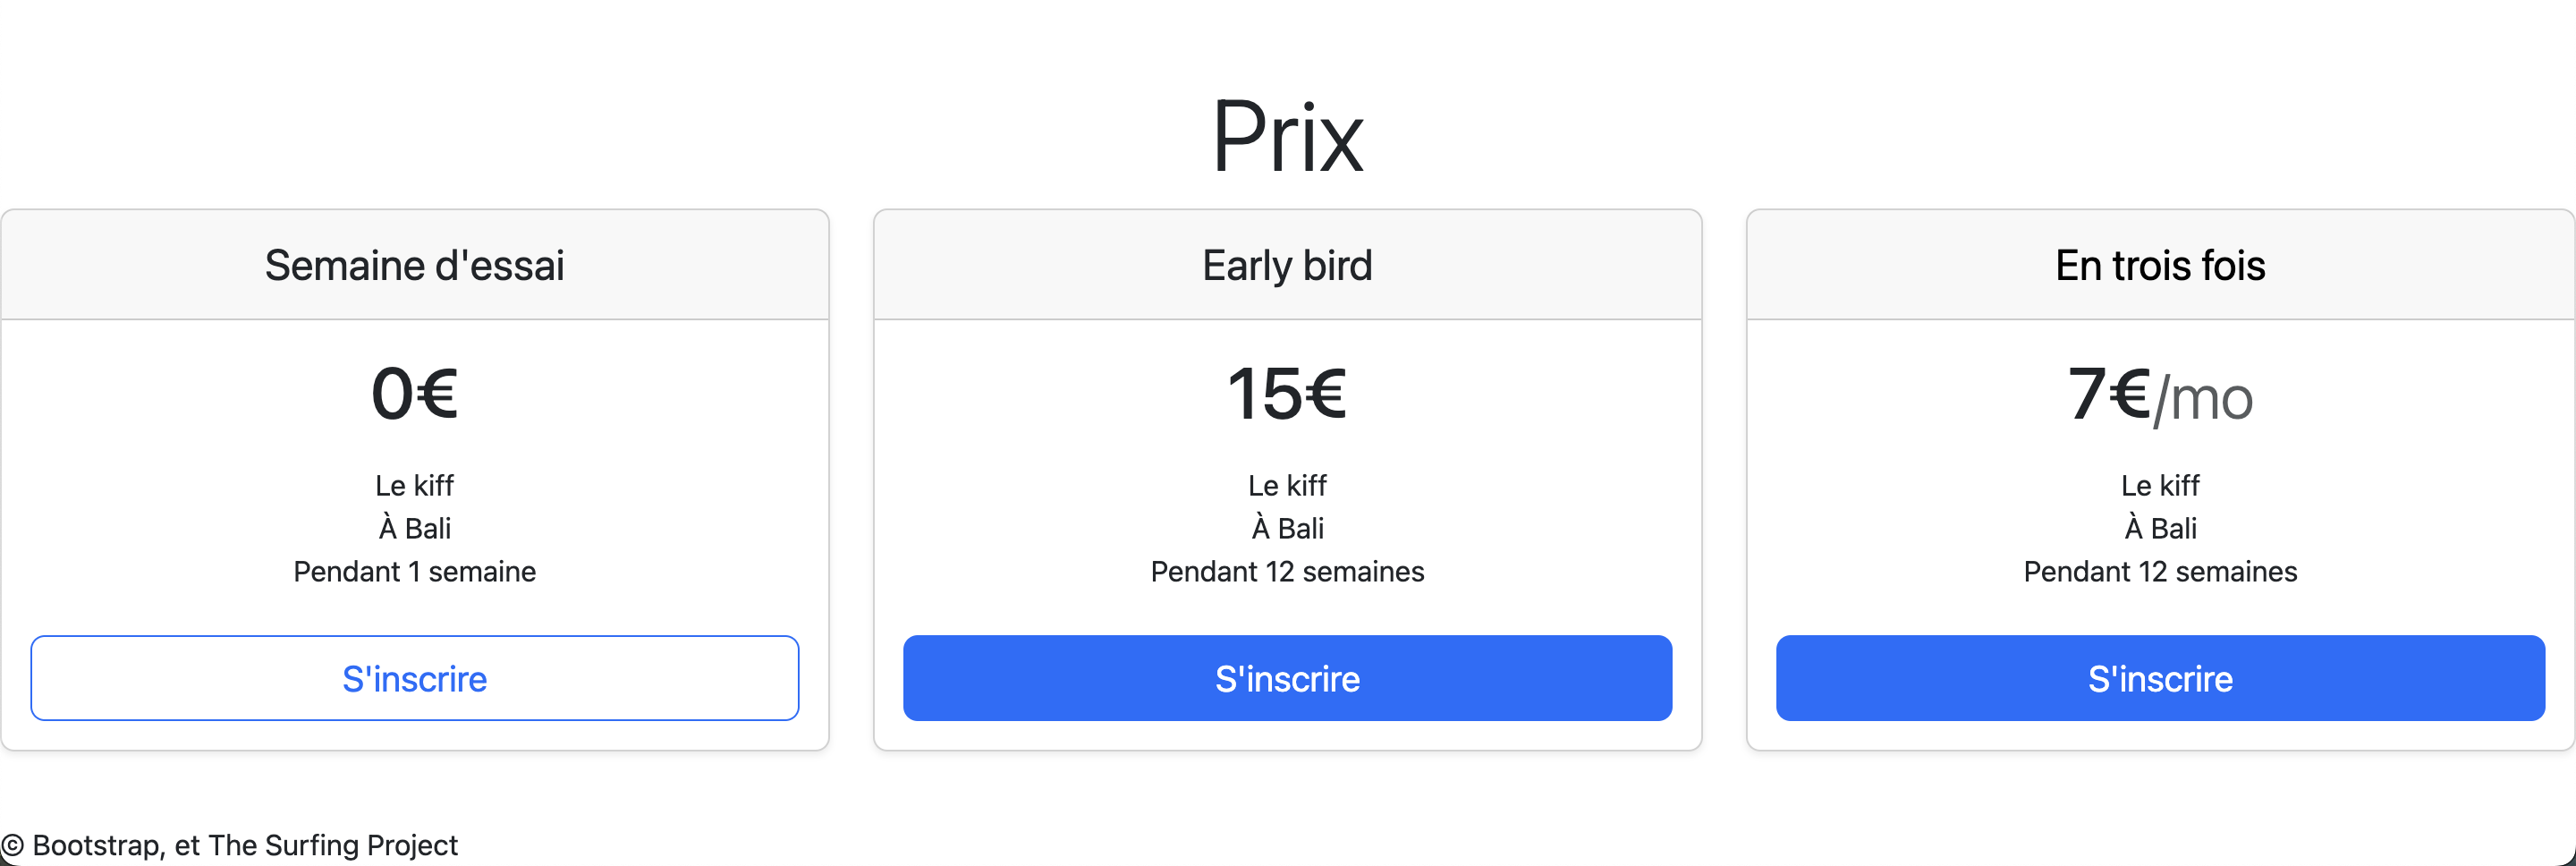 Prix
Semaine d'essai
0€
Le kiff
À Bali
Pendant 1 semaine
S'inscrire
Early bird
15€
Le kiff
À Bali
Pendant 12 semaines
S'inscrire
En trois fois
7€/mo
Le kiff
À Bali
Pendant 12 semaines
S'inscrire
© Bootstrap, et The Surfing Project